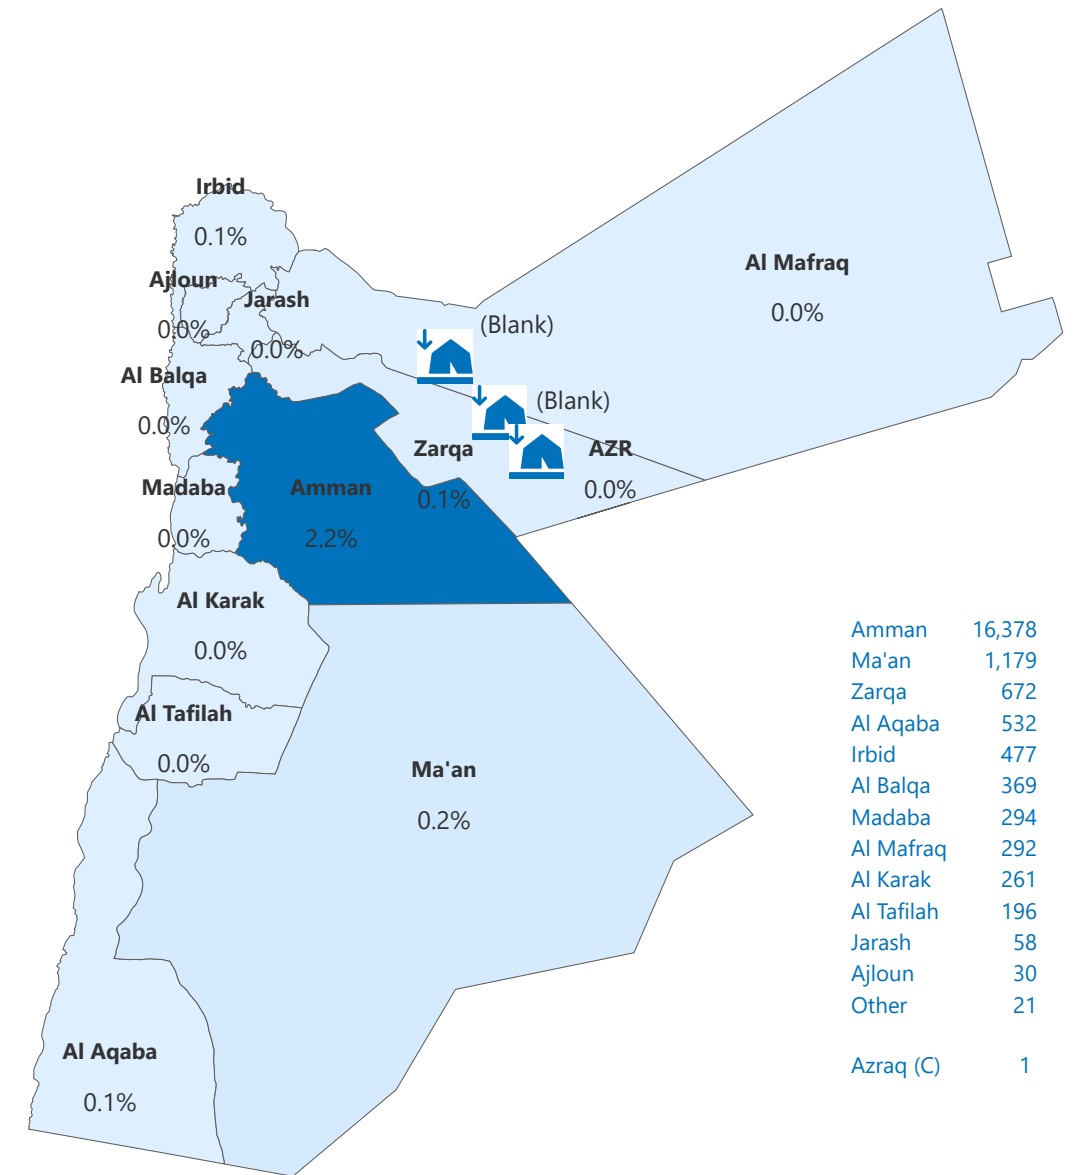 Irbid
0.1%
Al Mafraq
0.0%
Ajloun
0.0%
Jarash
0.0%
(Blank)
Al Balqa
0.0%
(Blank)
Zarqa
0.1%
AZR
0.0%
Madaba
0.0%
Amman
2.2%
Al Karak
0.0%
Al Tafilah
0.0%
Ma'an
0.2%
Al Aqaba
0.1%
Amman 16,378
Ma'an 1,179
Zarqa 672
Al Aqaba 532
Irbid 477
Al Balqa 369
Madaba 294
Al Mafraq 292
Al Karak 261
Al Tafilah 196
Jarash 58
Ajloun 30
Other 21
Azraq (C) 1